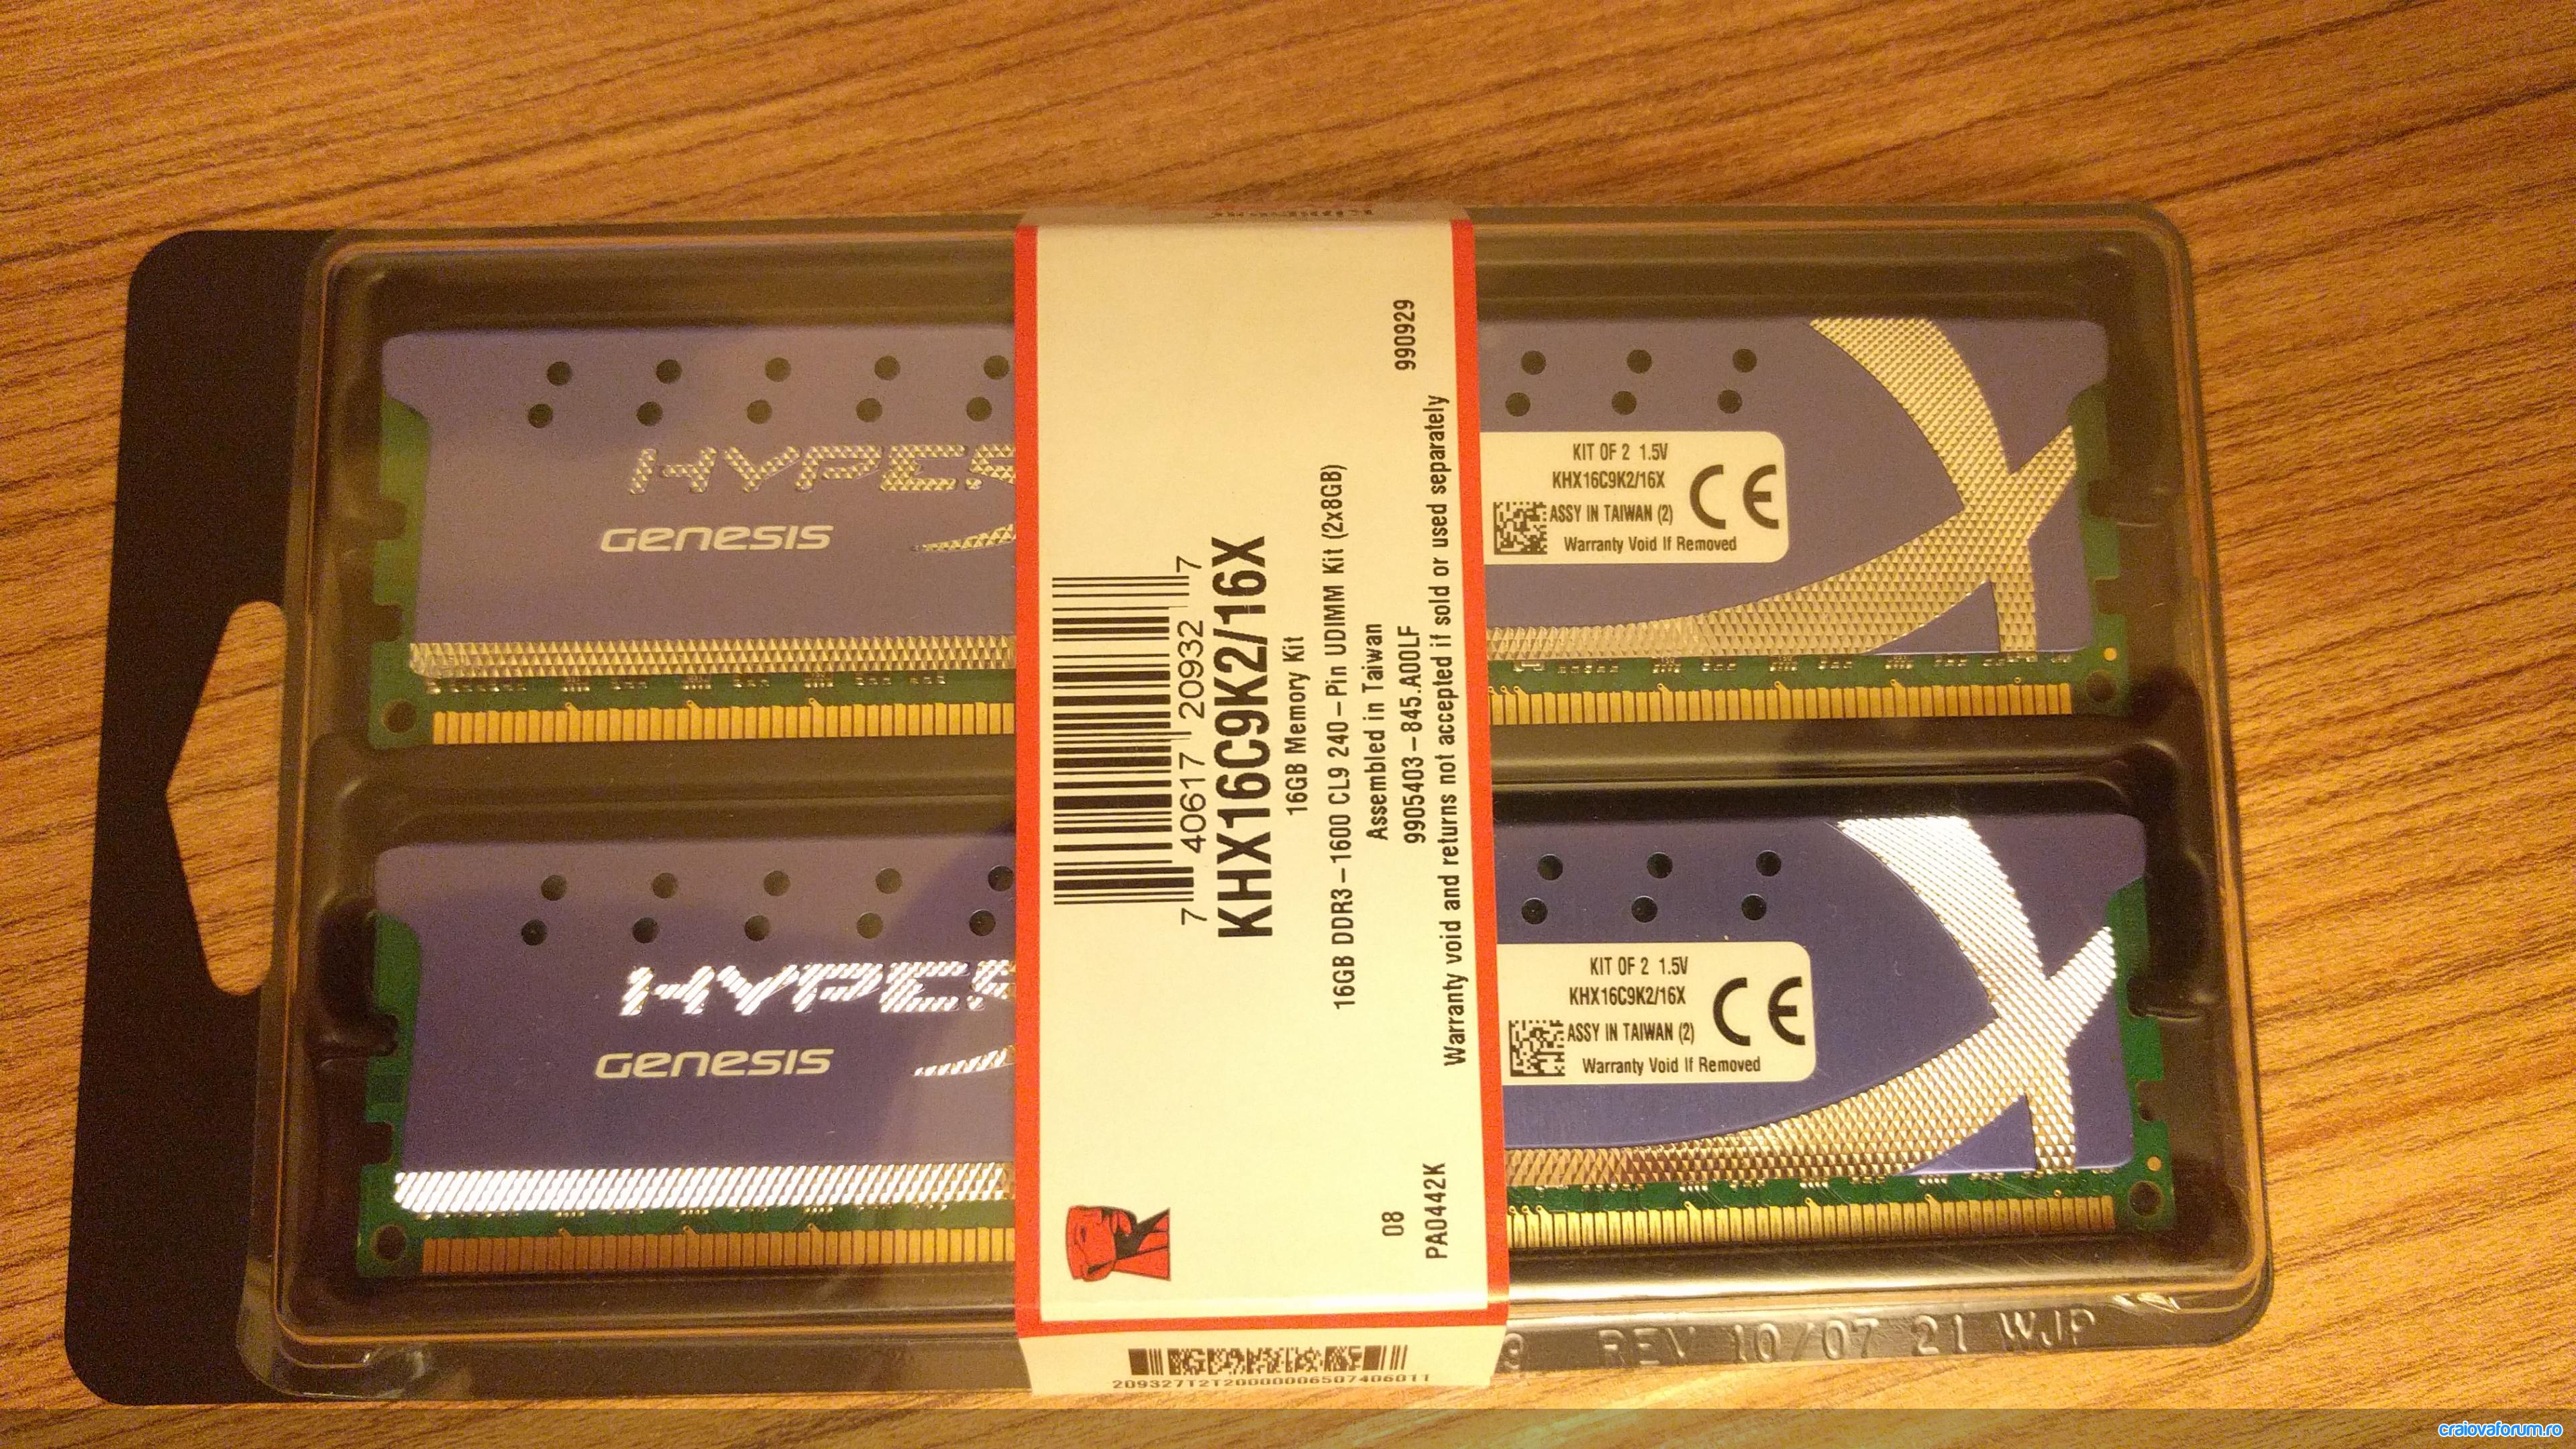 HYPER
GENESIS
KIT OF 2 1.5V
KHX16C9K2/16X
ASSY IN TAIWAN (2)
Warranty Void If Removed
CE
7 40617 20932 7
KHX16C9K2/16X
16GB Memory Kit
16GB DDR3-1600 CL9 240-Pin UDIMM Kit (2x8GB)
Assembled in Taiwan
9905403-845.A00LF 990929
Warranty void and returns not accepted if sold or used separately
08
PA0442K
HYPER
GENESIS
KIT OF 2 1.5V
KHX16C9K2/16X
ASSY IN TAIWAN (2)
Warranty Void If Removed
CE
9 REV 10/07 21 WJP
craiovaforum.ro